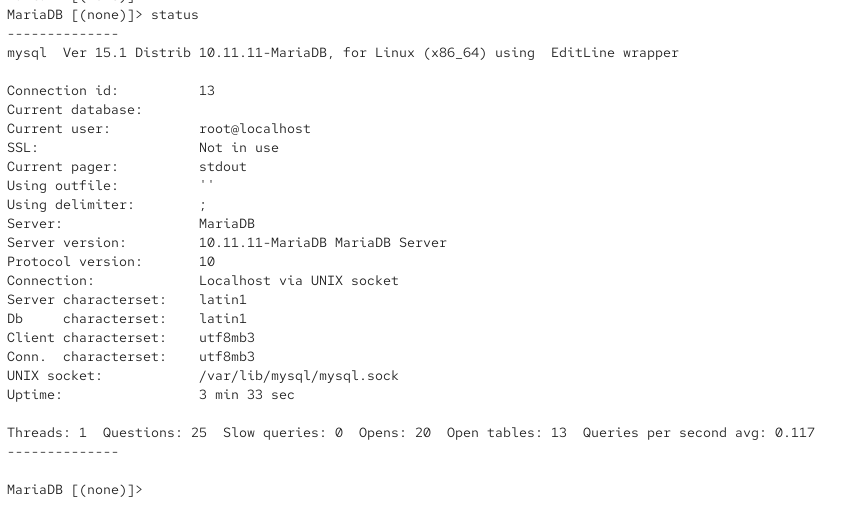 MariaDB [(none)]> status
--------------
mysql  Ver 15.1 Distrib 10.11.11-MariaDB, for Linux (x86_64) using  EditLine wrapper

Connection id:          13
Current database:
Current user:           root@localhost
SSL:                    Not in use
Current pager:          stdout
Using outfile:          ''
Using delimiter:        ;
Server:                 MariaDB
Server version:         10.11.11-MariaDB MariaDB Server
Protocol version:       10
Connection:             Localhost via UNIX socket
Server characterset:    latin1
Db     characterset:    latin1
Client characterset:    utf8mb3
Conn.  characterset:    utf8mb3
UNIX socket:            /var/lib/mysql/mysql.sock
Uptime:                 3 min 33 sec

Threads: 1  Questions: 25  Slow queries: 0  Opens: 20  Open tables: 13  Queries per second avg: 0.117
--------------

MariaDB [(none)]>